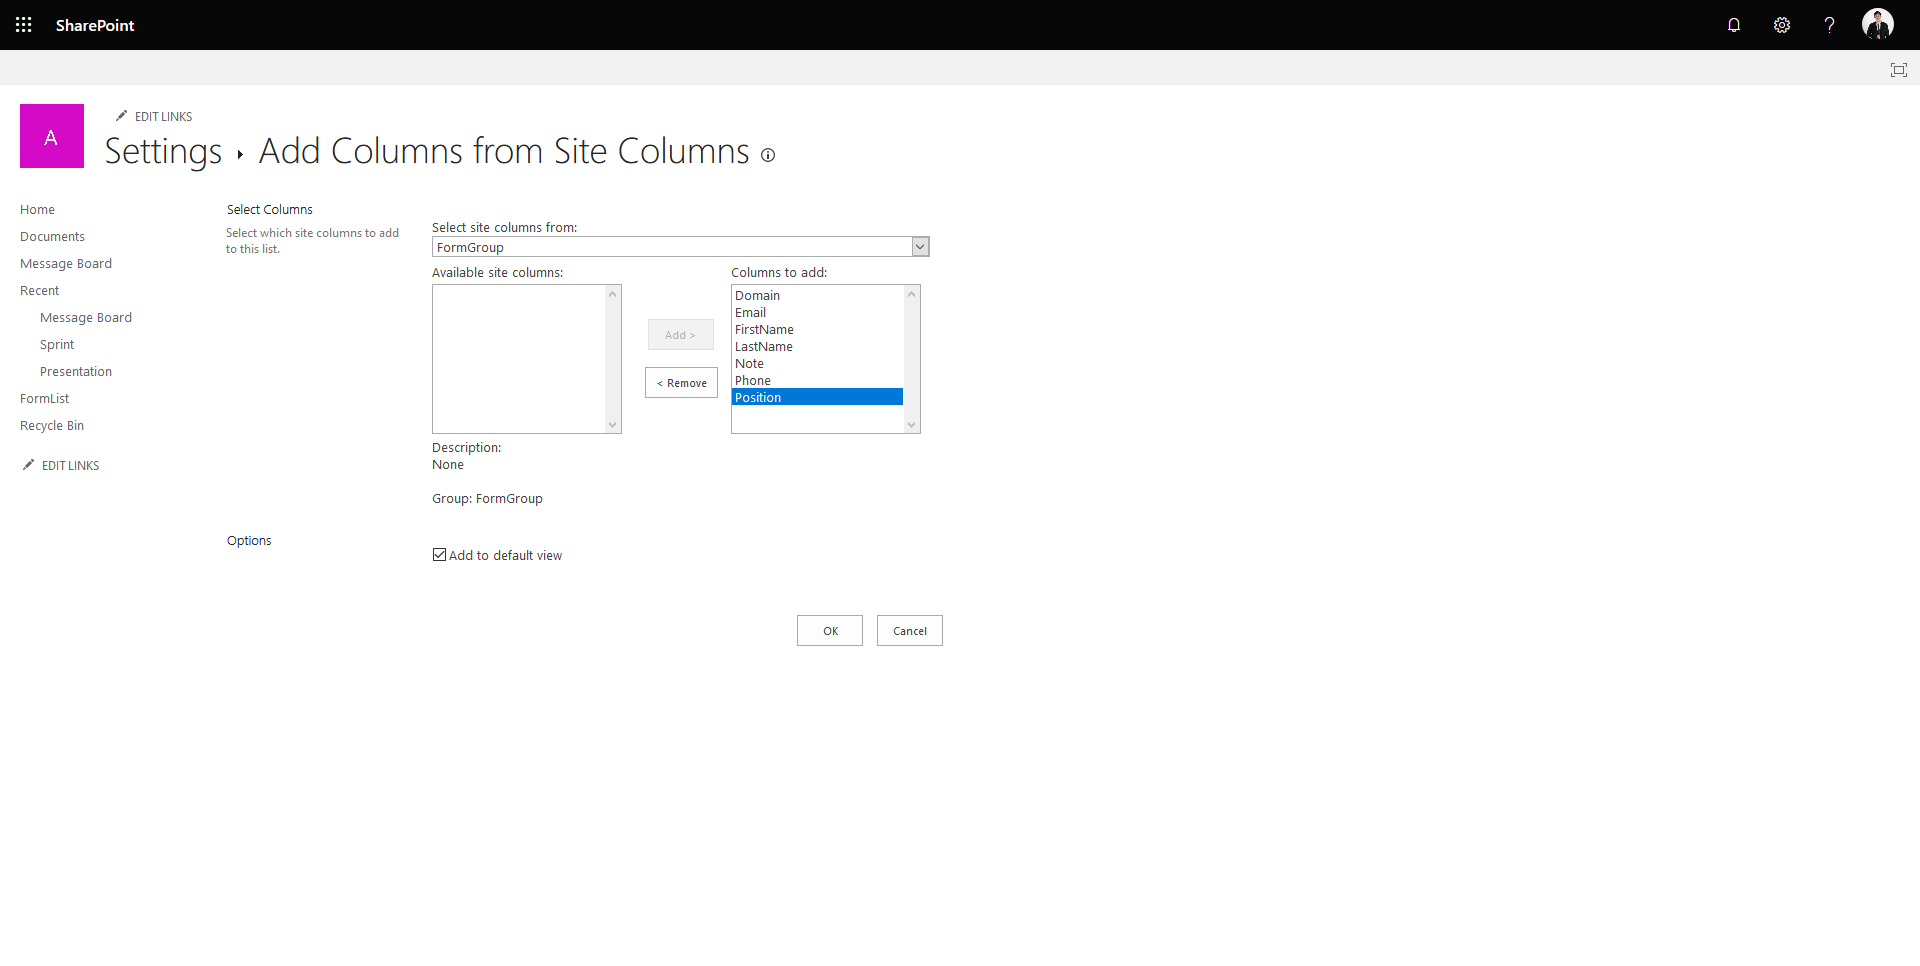 SharePoint
?
A
EDIT LINKS
Settings ▸ Add Columns from Site Columns
Home
Documents
Message Board
Recent
Message Board
Sprint
Presentation
FormList
Recycle Bin
EDIT LINKS
Select Columns
Select which site columns to add
to this list.
Select site columns from:
FormGroup
Available site columns:
Add >
< Remove
Columns to add:
Domain
Email
FirstName
LastName
Note
Phone
Position
Description:
None
Group: FormGroup
Options
Add to default view
OK
Cancel